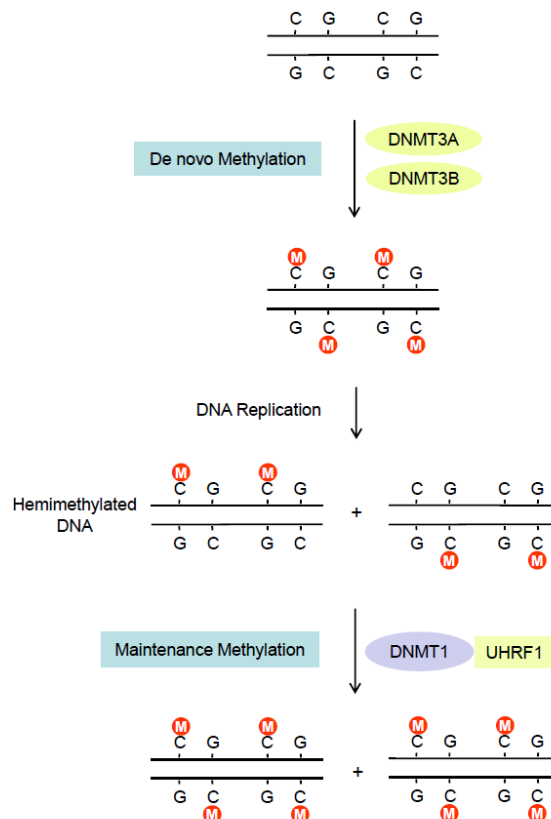 C G C G
G C G C
De novo Methylation
DNMT3A
DNMT3B
M M
C G C G
G C G C
M M
DNA Replication
M M
C G C G C G C G
Hemimethylated
DNA
+
G C G C G C G C
M M
Maintenance Methylation
DNMT1
UHRF1
M M M M
C G C G C G C G
+
G C G C G C G C
M M M M